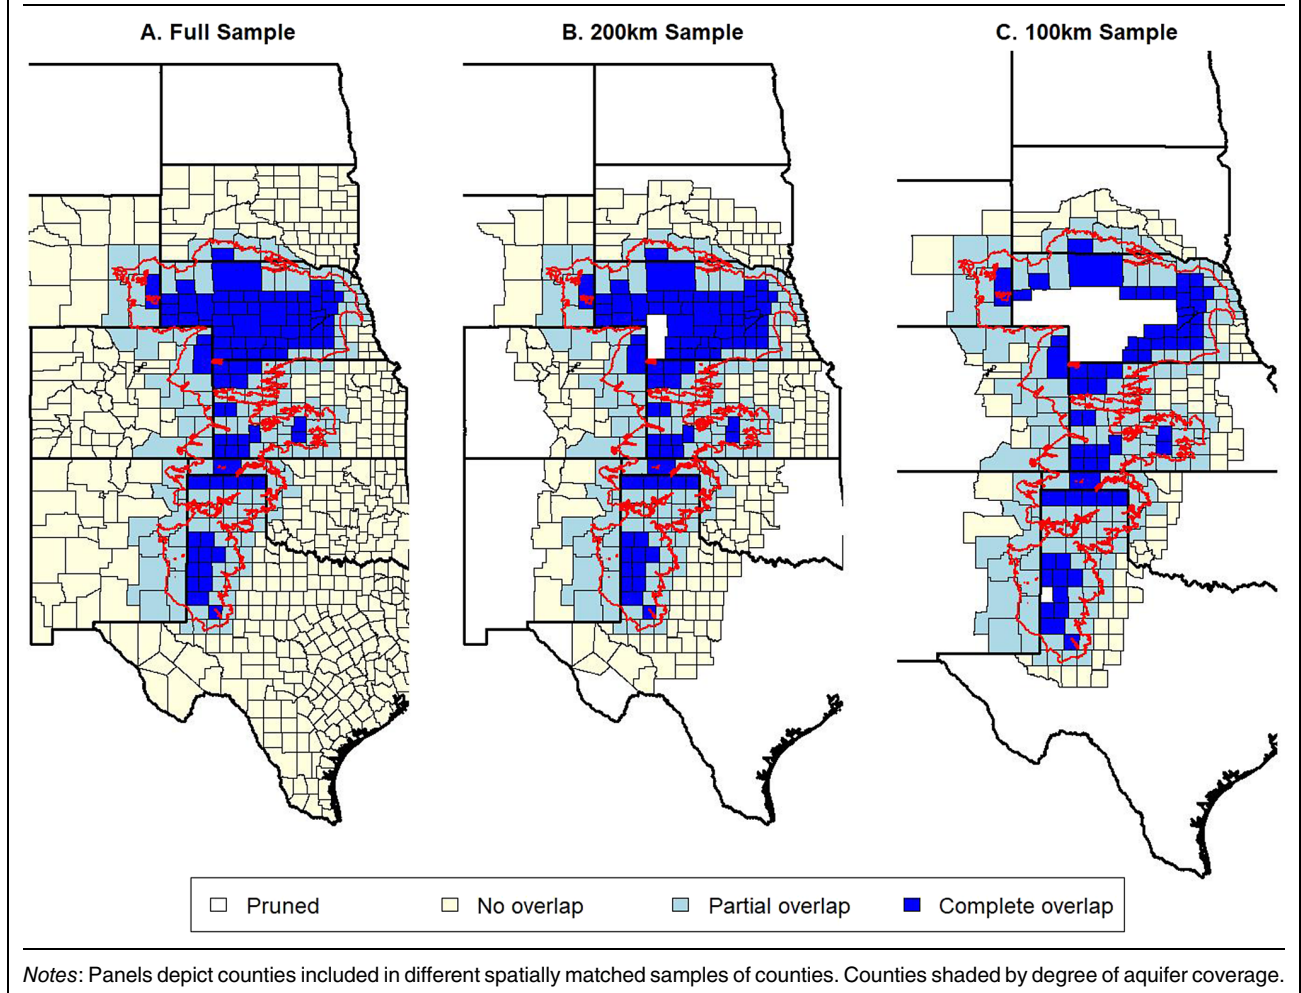 A. Full Sample
B. 200km Sample
C. 100km Sample
Pruned
No overlap
Partial overlap
Complete overlap
Notes: Panels depict counties included in different spatially matched samples of counties. Counties shaded by degree of aquifer coverage.